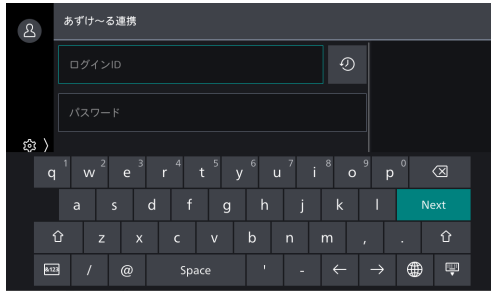 あずけ～る連携
ログインID
パスワード
q 1 w 2 e 3 r 4 t 5 y 6 u 7 i 8 o 9 p 0
a s d f g h j k l Next
z x c v b n m , .
&123 / @ Space ' -